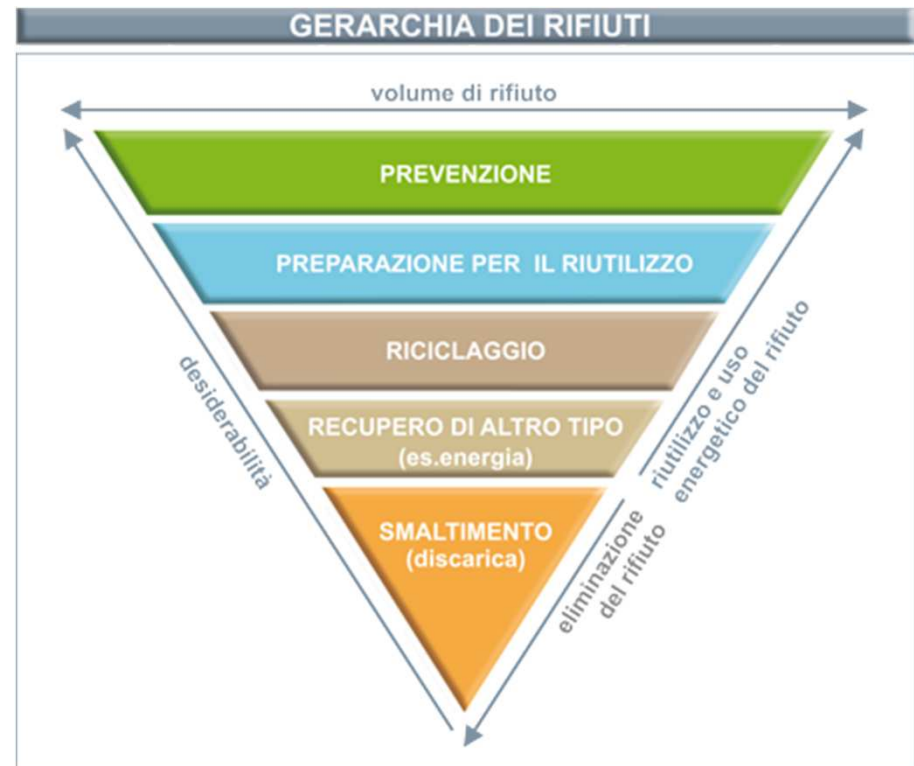 GERARCHIA DEI RIFIUTI
volume di rifiuto
PREVENZIONE
PREPARAZIONE PER IL RIUTILIZZO
RICICLAGGIO
RECUPERO DI ALTRO TIPO
(es.energia)
SMALTIMENTO
(discarica)
desiderabilità
riutilizzo e uso
energetico del rifiuto
eliminazione
del rifiuto